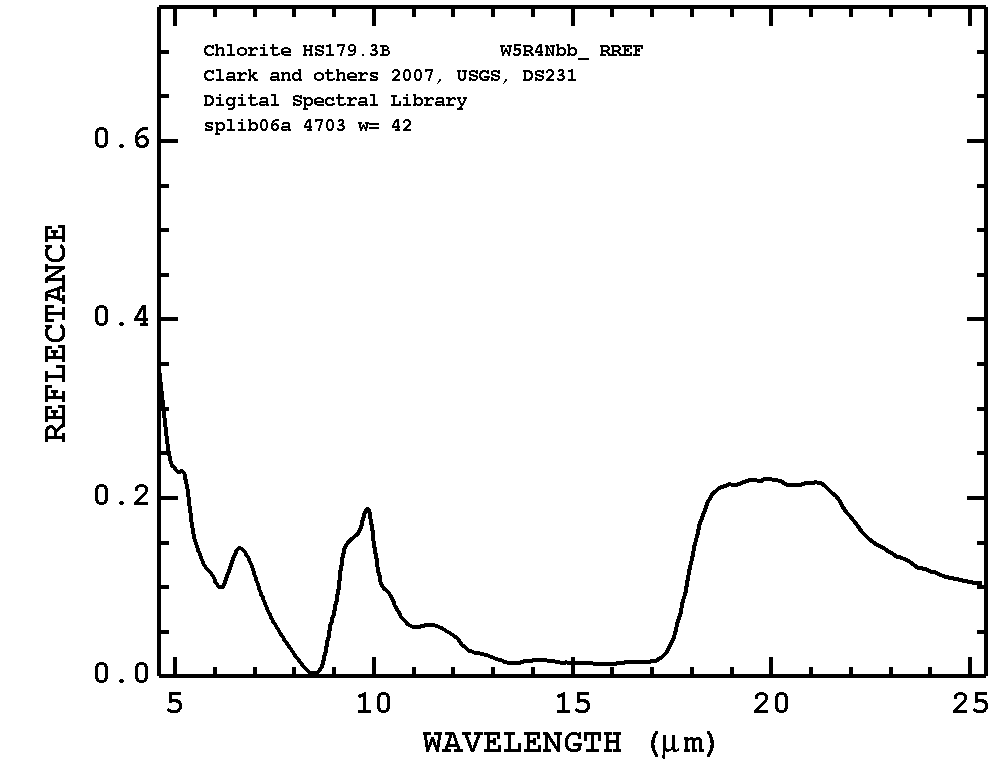 Chlorite HS179.3B W5R4Nbb_ RREF
Clark and others 2007, USGS, DS231
Digital Spectral Library
splib06a 4703 w= 42
0.6
0.4
0.2
0.0
REFLECTANCE
5 10 15 20 25
WAVELENGTH (μm)